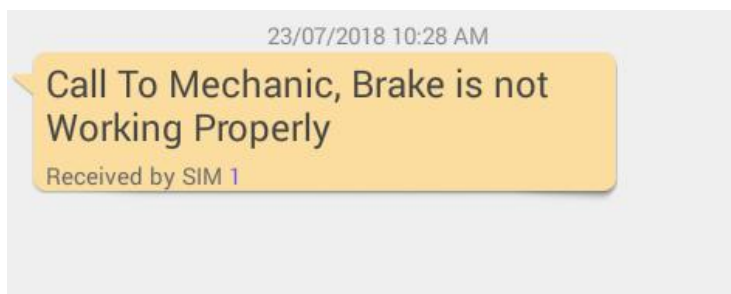 23/07/2018 10:28 AM
Call To Mechanic, Brake is not
Working Properly
Received by SIM 1